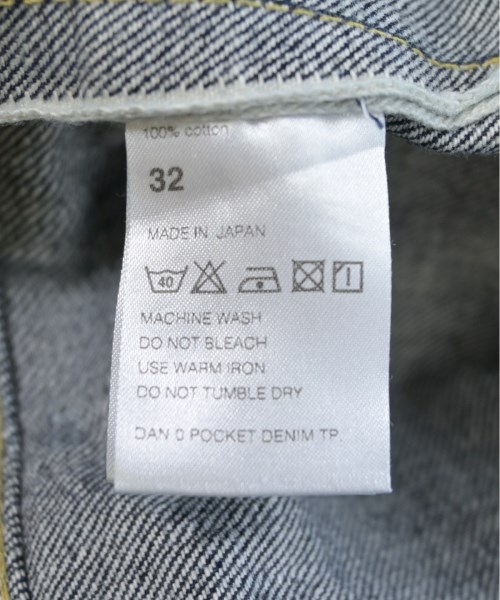 100% cotton
32
MADE IN JAPAN
40
MACHINE WASH
DO NOT BLEACH
USE WARM IRON
DO NOT TUMBLE DRY
DAN 0 POCKET DENIM TP.